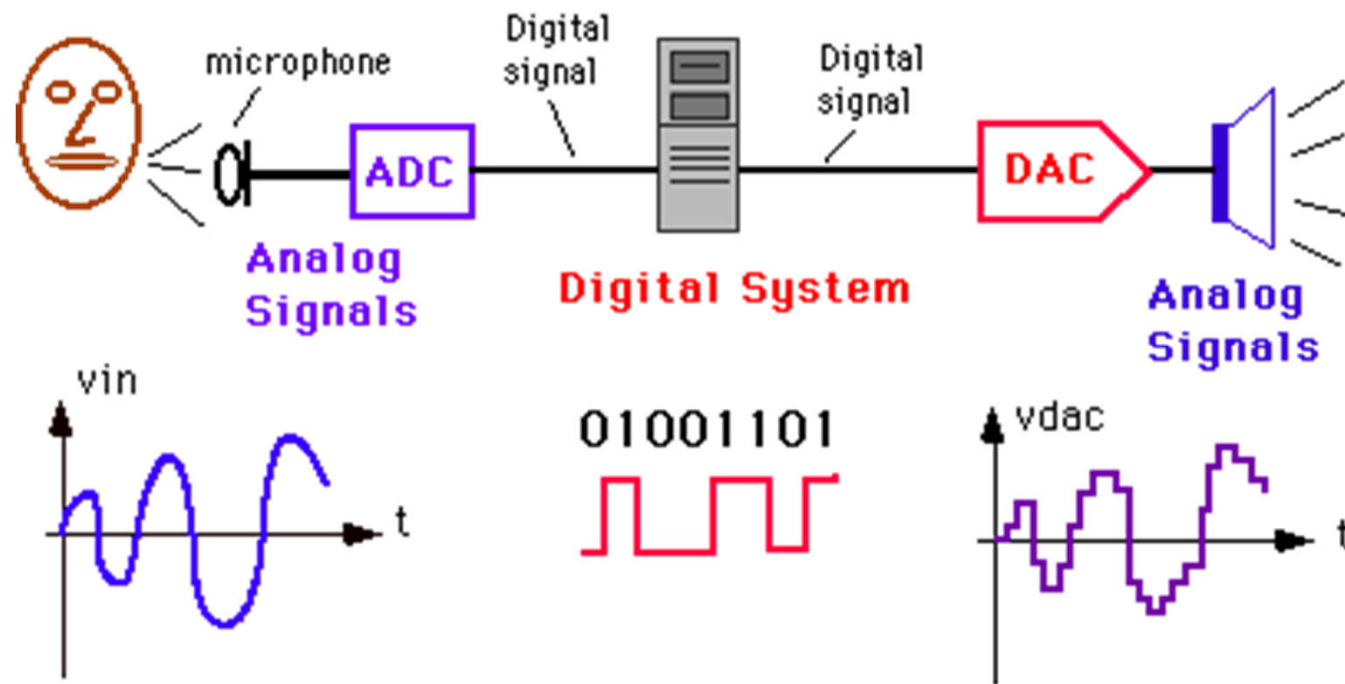 microphone
Digital
signal
Digital
signal
ADC
DAC
Analog
Signals
Digital System
Analog
Signals
vin
t
01001101
vdac
t